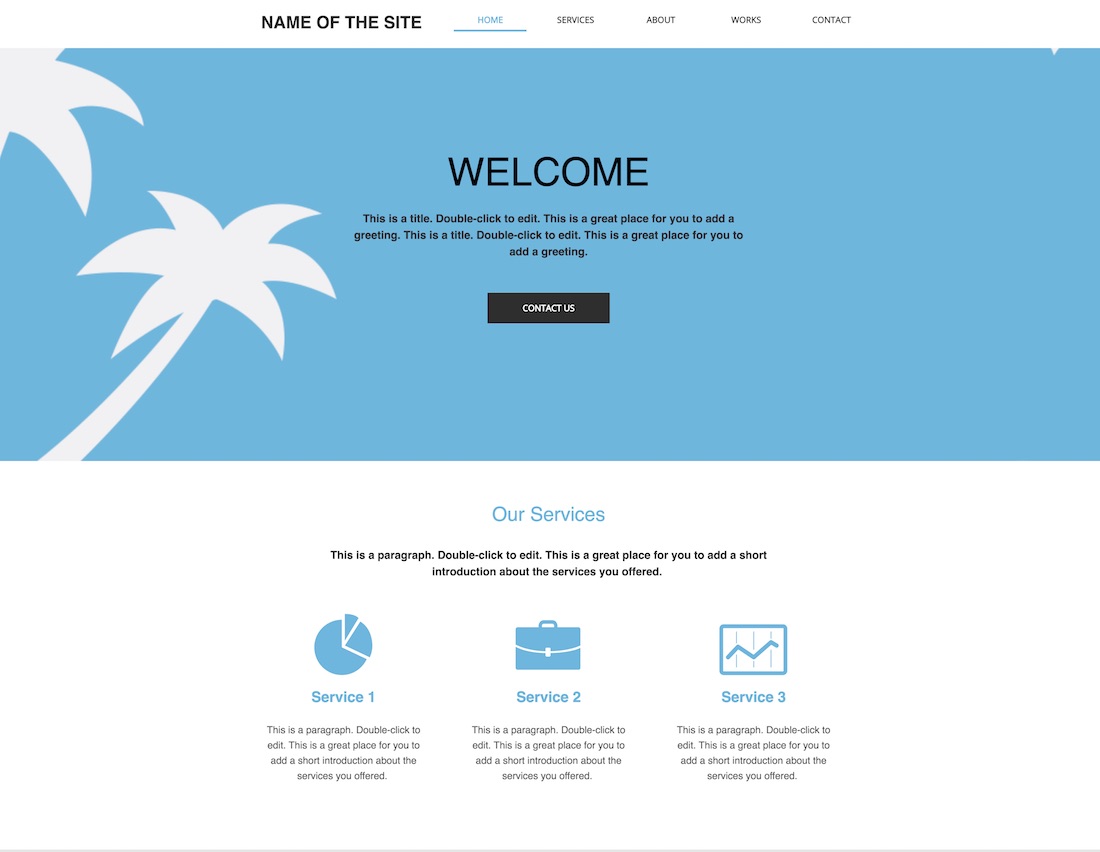 NAME OF THE SITE
HOME
SERVICES
ABOUT
WORKS
CONTACT
WELCOME
This is a title. Double-click to edit. This is a great place for you to add a
greeting. This is a title. Double-click to edit. This is a great place for you to
add a greeting.
CONTACT US
Our Services
This is a paragraph. Double-click to edit. This is a great place for you to add a short
introduction about the services you offered.
Service 1
This is a paragraph. Double-click to
edit. This is a great place for you to
add a short introduction about the
services you offered.
Service 2
This is a paragraph. Double-click to
edit. This is a great place for you to
add a short introduction about the
services you offered.
Service 3
This is a paragraph. Double-click to
edit. This is a great place for you to
add a short introduction about the
services you offered.